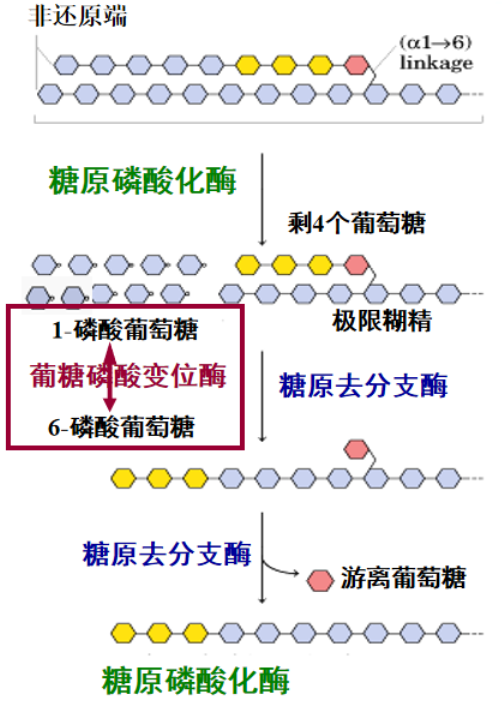 非还原端
(α1→6)
linkage
糖原磷酸化酶
剩4个葡萄糖
极限糊精
1-磷酸葡萄糖
葡糖磷酸变位酶
6-磷酸葡萄糖
糖原去分支酶
糖原去分支酶
游离葡萄糖
糖原磷酸化酶